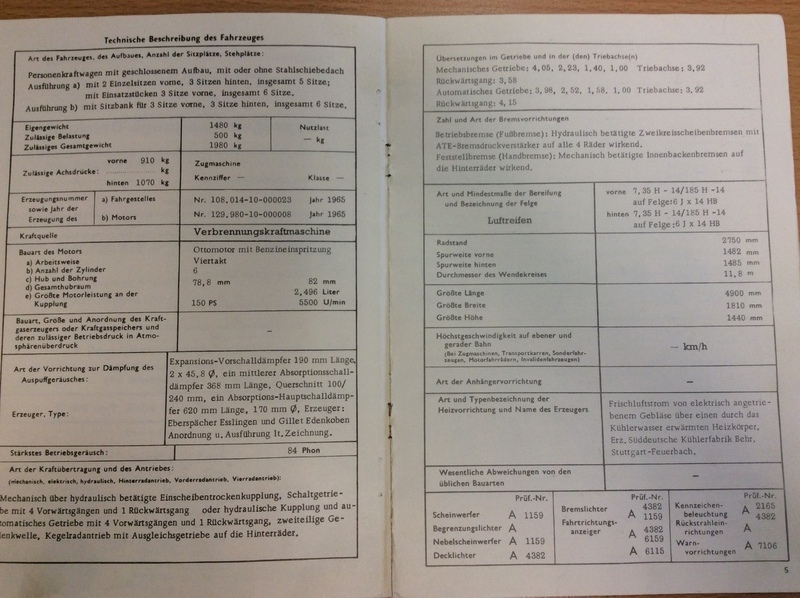 Technische Beschreibung des Fahrzeuges
Art des Fahrzeuges, des Aufbaues, Anzahl der Sitzplätze, Stehplätze:
Personenkraftwagen mit geschlossenem Aufbau, mit oder ohne Stahlschiebedach
Ausführung a) mit 2 Einzelsitzen vorne, 3 Sitzen hinten, insgesamt 5 Sitze;
mit Einsatzstücken 3 Sitze vorne, insgesamt 6 Sitze.
Ausführung b) mit Sitzbank für 3 Sitze vorne, 3 Sitze hinten, insgesamt 6 Sitze.
Eigengewicht 1480 kg Nutzlast
Zulässige Belastung 500 kg — kg
Zulässiges Gesamtgewicht 1980 kg
vorne 910 kg Zugmaschine
Zulässige Achsdrücke: kg
hinten 1070 kg Kennziffer — Klasse —
Erzeugungsnummer a) Fahrgestelles Nr. 108.014-10-000023 Jahr 1965
sowie Jahr der
Erzeugung des b) Motors Nr. 129.980-10-000008 Jahr 1965
Kraftquelle Verbrennungskraftmaschine
Bauart des Motors Ottomotor mit Benzineinspritzung
a) Arbeitsweise Viertakt
b) Anzahl der Zylinder 6
c) Hub und Bohrung 78,8 mm 82 mm
d) Gesamthubraum 2,496 Liter
e) Größte Motorleistung an der
Kupplung 150 PS 5500 U/min
Bauart, Größe und Anordnung des Kraft-
gaserzeugers oder Kraftgasspeichers und
deren zulässiger Betriebsdruck in Atmo-
sphärenüberdruck –
Art der Vorrichtung zur Dämpfung des
Auspuffgeräusches:
Erzeuger, Type:
Expansions-Vorschalldämpfer 190 mm Länge,
2 x 45,8 Ø, ein mittlerer Absorptionsschall-
dämpfer 368 mm Länge, Querschnitt 100/
240 mm, ein Absorptions-Hauptschalldämp-
fer 620 mm Länge, 170 mm Ø, Erzeuger:
Eberspächer Esslingen und Gillet Edenkoben
Anordnung u. Ausführung lt. Zeichnung.
Stärkstes Betriebsgeräusch: 84 Phon
Art der Kraftübertragung und des Antriebes:
(mechanisch, elektrisch, hydraulisch, Hinterradantrieb, Vorderradantrieb, Vierradantrieb):
Mechanisch über hydraulisch betätigte Einscheibentrockenkupplung, Schaltgetrie-
be mit 4 Vorwärtsgängen und 1 Rückwärtsgang oder hydraulische Kupplung und au-
tomatisches Getriebe mit 4 Vorwärtsgängen und 1 Rückwärtsgang, zweiteilige Ge-
lenkwelle, Kegelradantrieb mit Ausgleichsgetriebe auf die Hinterräder.
Übersetzungen im Getriebe und in der (den) Triebachse(n)
Mechanisches Getriebe: 4,05, 2,23, 1,40, 1,00 Triebachse: 3,92
Rückwärtsgang: 3,58
Automatisches Getriebe: 3,98, 2,52, 1,58, 1,00 Triebachse: 3,92
Rückwärtsgang: 4,15
Zahl und Art der Bremsvorrichtungen
Betriebsbremse (Fußbremse): Hydraulisch betätigte Zweikreisscheibenbremsen mit
ATE-Bremsdruckverstärker auf alle 4 Räder wirkend.
Feststellbremse (Handbremse): Mechanisch betätigte Innenbackenbremsen auf
die Hinterräder wirkend.
Art und Mindestmaße der Bereifung
und Bezeichnung der Felge
Luftreifen
vorne 7,35 H - 14/185 H -14
auf Felge:6 J x 14 HB
hinten 7,35 H - 14/185 H -14
auf Felge :6 J x 14 HB
Radstand 2750 mm
Spurweite vorne 1482 mm
Spurweite hinten 1485 mm
Durchmesser des Wendekreises 11,8 m
Größte Länge 4900 mm
Größte Breite 1810 mm
Größte Höhe 1440 mm
Höchstgeschwindigkeit auf ebener und
gerader Bahn — km/h
(Bei Zugmaschinen, Transportkarren, Sonderfahr-
zeugen, Motorfahrrädern, Invalidenfahrzeugen)
Art der Anhängervorrichtung –
Art und Typenbezeichnung der
Heizvorrichtung und Name des Erzeugers
Frischluftstrom von elektrisch angetrie-
benem Gebläse über einen durch das
Kühlerwasser erwärmten Heizkörper.
Erz. Süddeutsche Kühlerfabrik Behr,
Stuttgart-Feuerbach.
Wesentliche Abweichungen von den
üblichen Bauarten –
Prüf.-Nr.
Scheinwerfer A 1159
Begrenzungslichter A
Nebelscheinwerfer A 1159
Decklichter A 4382
Prüf.-Nr.
Bremslichter A 4382
1159
Fahrtrichtungs-
anzeiger A 4382
6159
A 6115
Prüf.-Nr.
Kennzeichen-
beleuchtung A 2165
4382
Rückstrahlein-
richtungen A
Warn-
vorrichtungen A 7106
5